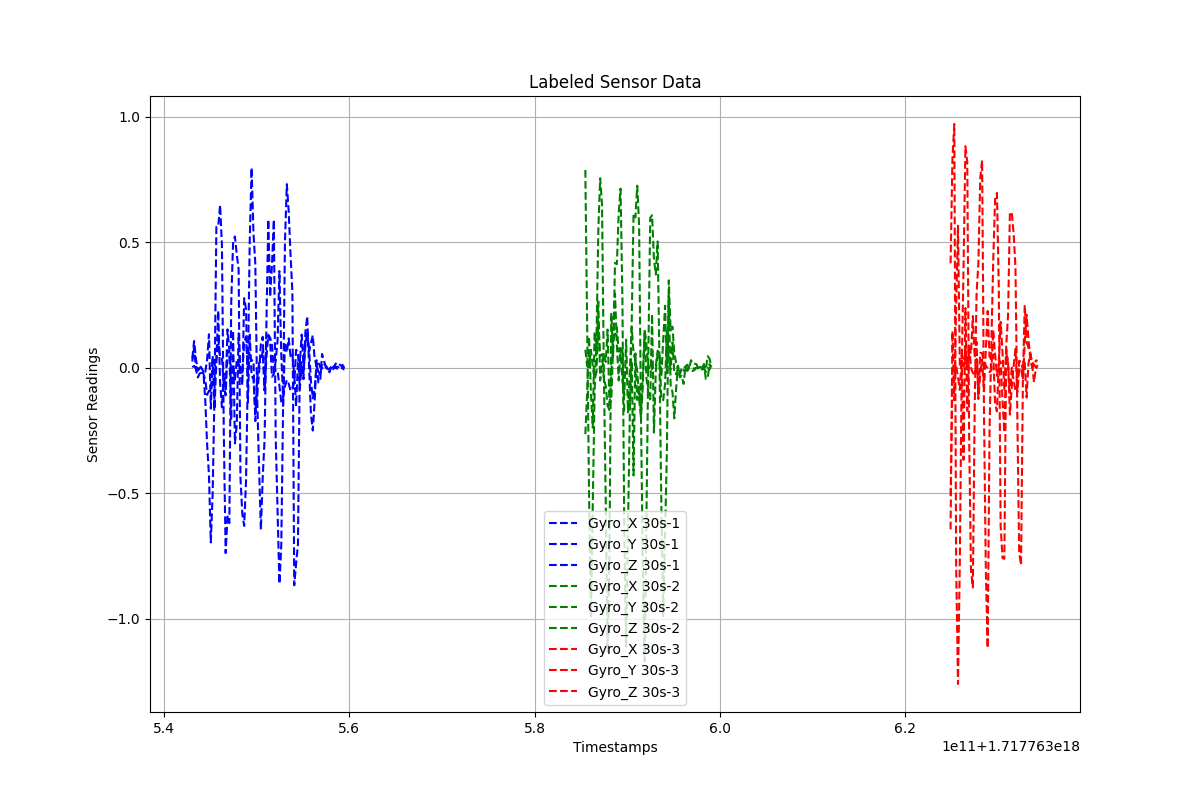 Labeled Sensor Data
1.0
0.5
0.0
−0.5
−1.0
Sensor Readings
Gyro_X 30s-1
Gyro_Y 30s-1
Gyro_Z 30s-1
Gyro_X 30s-2
Gyro_Y 30s-2
Gyro_Z 30s-2
Gyro_X 30s-3
Gyro_Y 30s-3
Gyro_Z 30s-3
5.4 5.6 5.8 6.0 6.2
Timestamps
1e11+1.717763e18